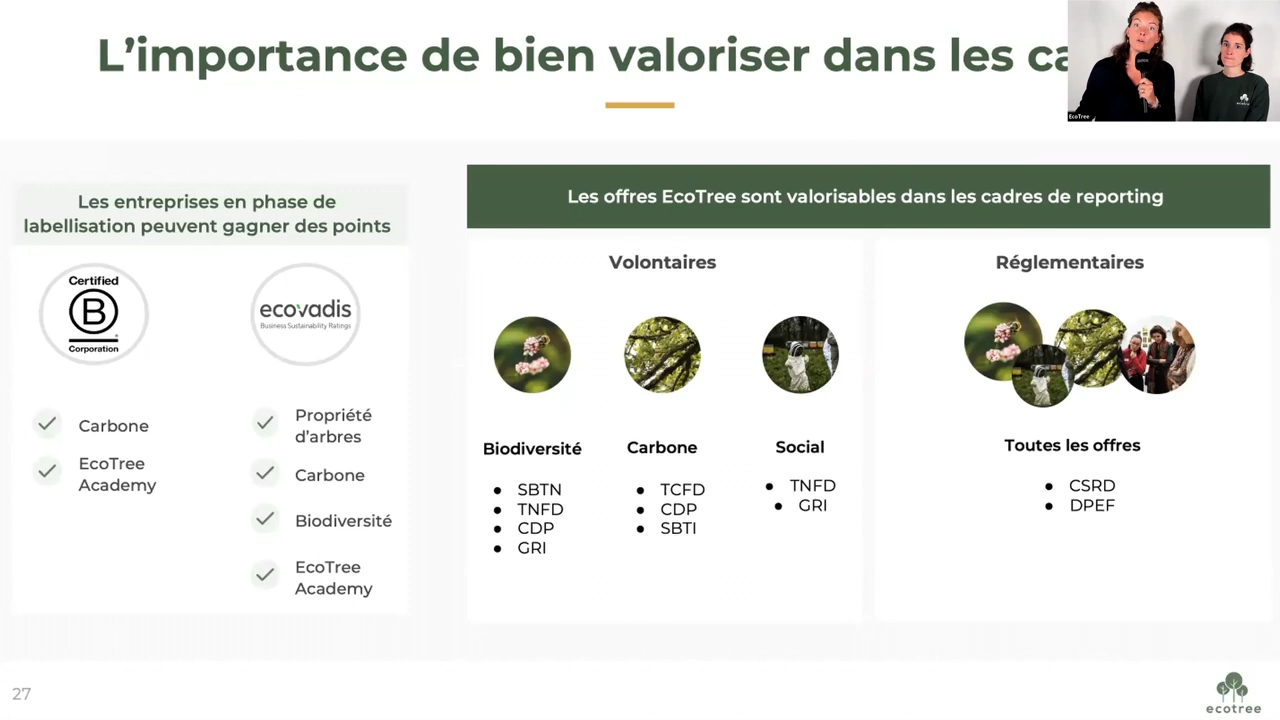 L’importance de bien valoriser dans les ca
EcoTree
ecotree
Les entreprises en phase de
labellisation peuvent gagner des points
Certified
B
Corporation
Carbone
EcoTree
Academy
ecovadis
Business Sustainability Ratings
Propriété
d’arbres
Carbone
Biodiversité
EcoTree
Academy
Les offres EcoTree sont valorisables dans les cadres de reporting
Volontaires
Biodiversité
● SBTN
● TNFD
● CDP
● GRI
Carbone
● TCFD
● CDP
● SBTI
Social
● TNFD
● GRI
Réglementaires
Toutes les offres
● CSRD
● DPEF
27
ecotree